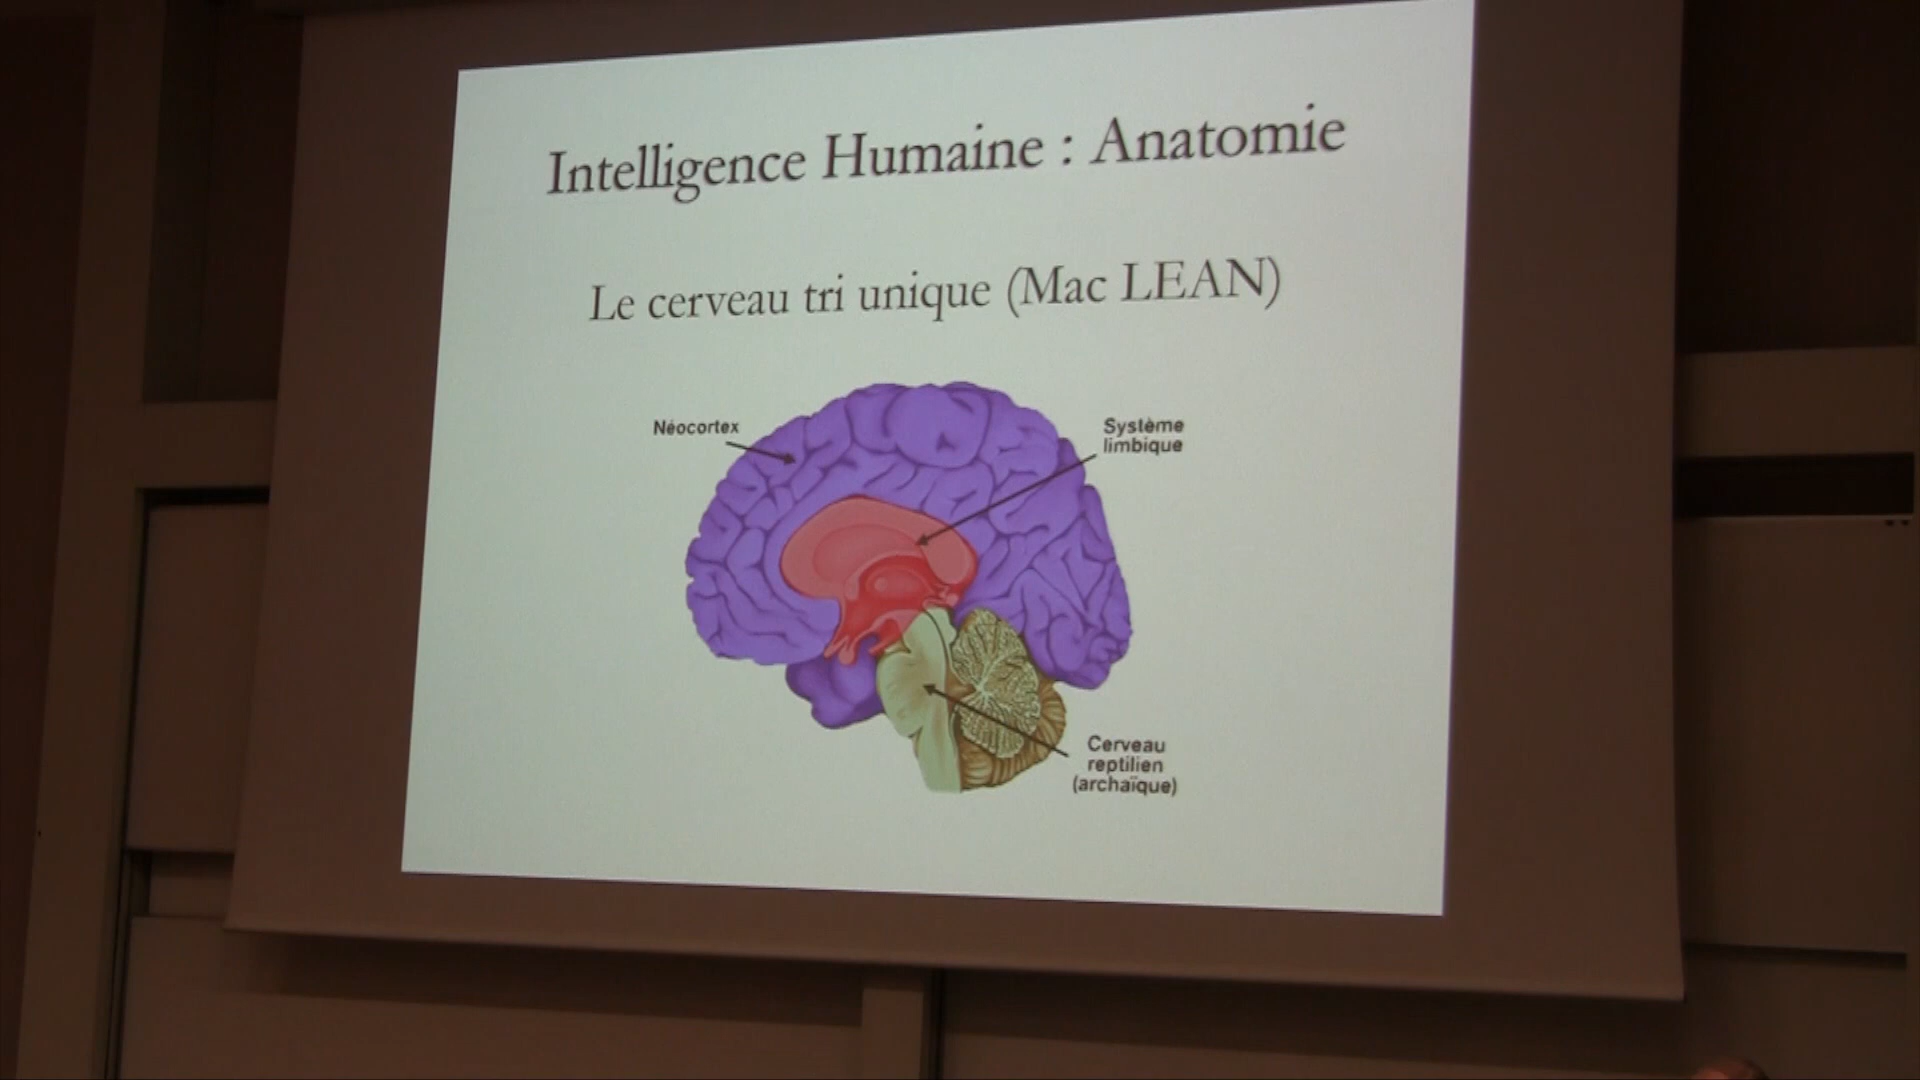 Intelligence Humaine : Anatomie
Le cerveau tri unique (Mac LEAN)
Néocortex
Système
limbique
Cerveau
reptilien
(archaïque)